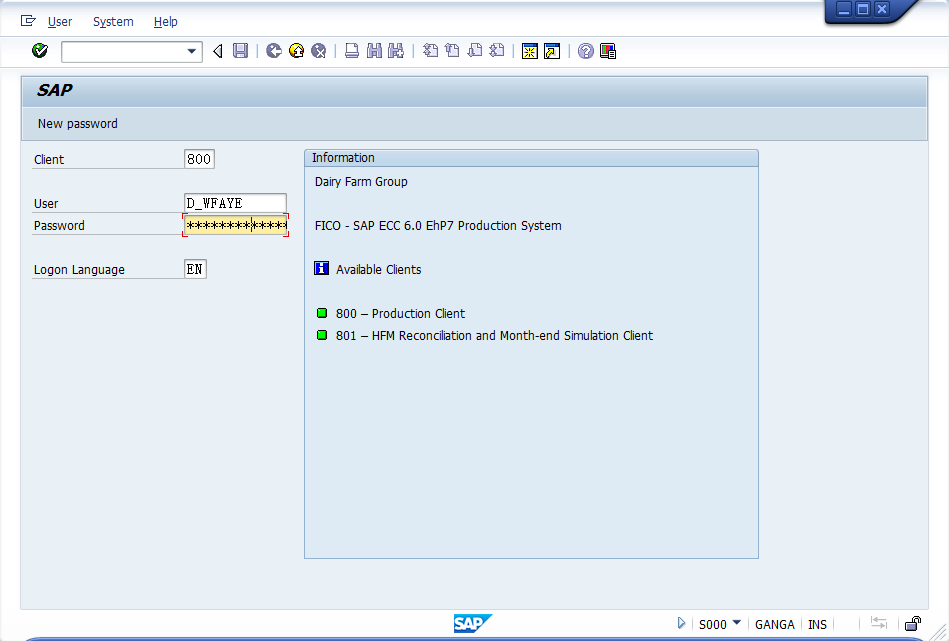 User System Help
SAP
New password
Client 800
User D_WFAYE
Password *************
Logon Language EN
Information
Dairy Farm Group
FICO - SAP ECC 6.0 EhP7 Production System
Available Clients
800 – Production Client
801 – HFM Reconciliation and Month-end Simulation Client
SAP
S000 GANGA INS